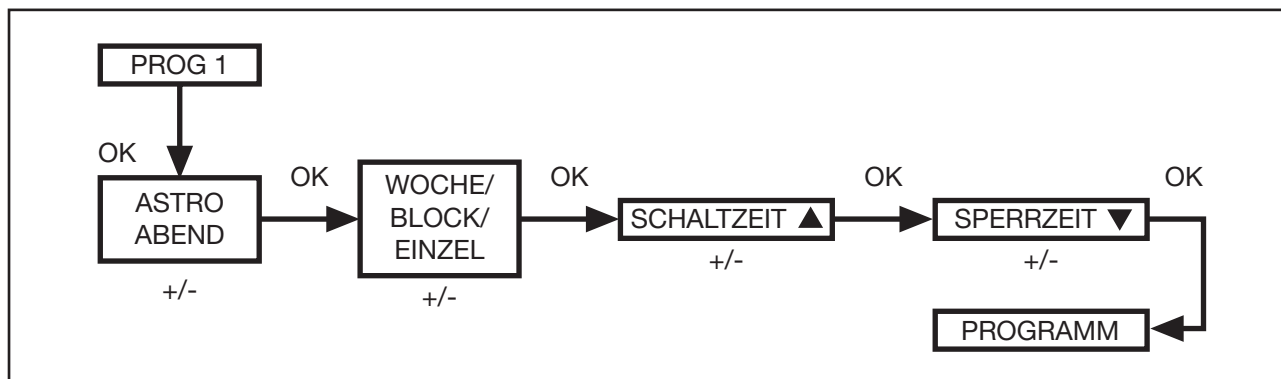 PROG 1
OK
ASTRO
ABEND
+/-
OK
WOCHE/
BLOCK/
EINZEL
+/-
OK
SCHALTZEIT ▲
+/-
OK
SPERRZEIT ▼
+/-
OK
PROGRAMM